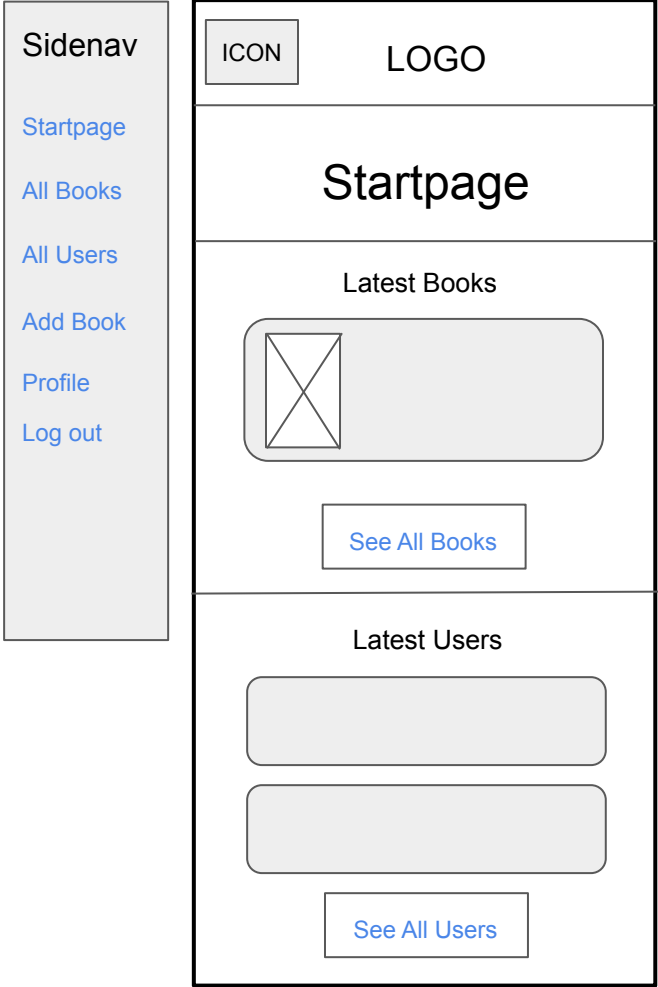 Sidenav
Startpage
All Books
All Users
Add Book
Profile
Log out
ICON
LOGO
Startpage
Latest Books
See All Books
Latest Users
See All Users